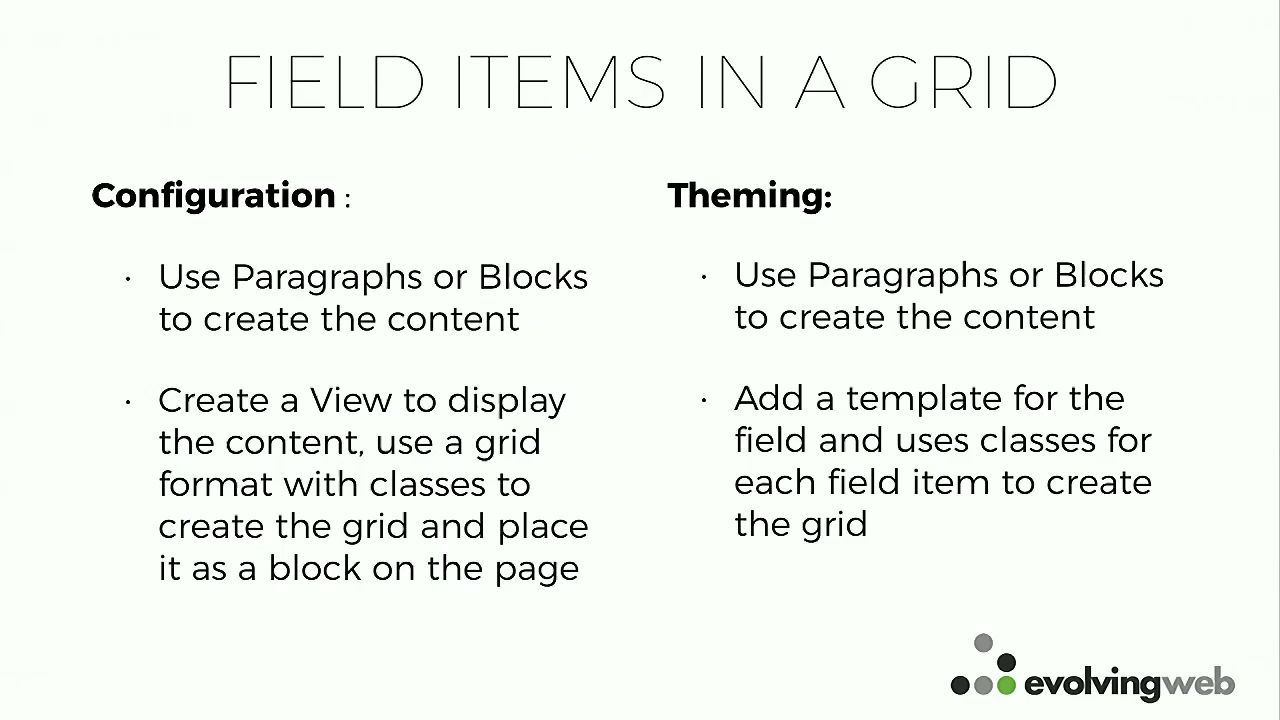 FIELD ITEMS IN A GRID
Configuration :
· Use Paragraphs or Blocks
to create the content
· Create a View to display
the content, use a grid
format with classes to
create the grid and place
it as a block on the page
Theming:
· Use Paragraphs or Blocks
to create the content
· Add a template for the
field and uses classes for
each field item to create
the grid
evolvingweb